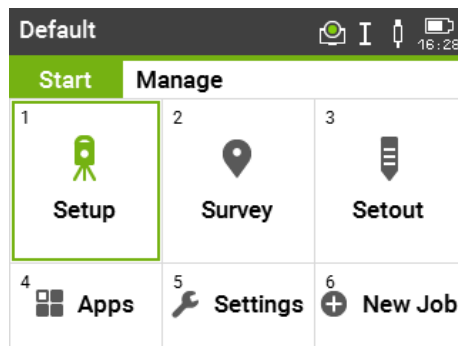 Default
I
16:28
Start Manage
1 2 3
Setup Survey Setout
4 Apps 5 Settings 6 New Job